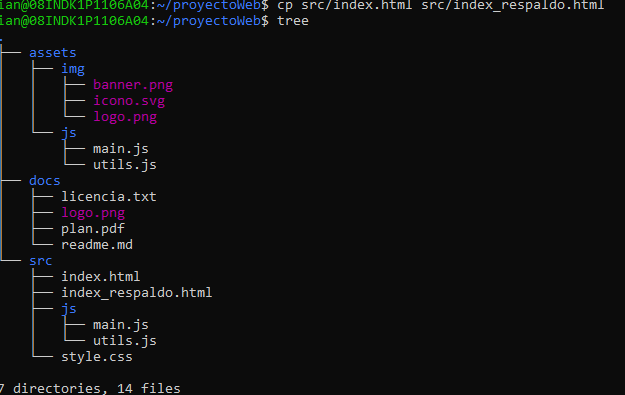 ian@08INDK1P1106A04:~/proyectoWeb$ cp src/index.html src/index_respaldo.html
ian@08INDK1P1106A04:~/proyectoWeb$ tree
.
├── assets
│   ├── img
│   │   ├── banner.png
│   │   ├── icono.svg
│   │   └── logo.png
│   └── js
│       ├── main.js
│       └── utils.js
├── docs
│   ├── licencia.txt
│   ├── logo.png
│   ├── plan.pdf
│   └── readme.md
└── src
    ├── index.html
    ├── index_respaldo.html
    ├── js
    │   ├── main.js
    │   └── utils.js
    └── style.css
7 directories, 14 files